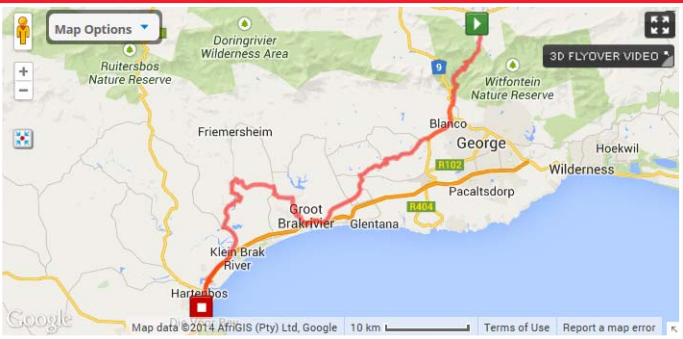 Map Options
Doringrivier
Wilderness Area
3D FLYOVER VIDEO
Ruitersbos
Nature Reserve
9
Witfontein
Nature Reserve
+
−
Friemersheim
Blanco
George
Hoekwil
R102
Wilderness
Pacaltsdorp
R404
Groot
Brakrivier
Glentana
Klein Brak
River
Hartenbos
Google
Map data ©2014 AfriGIS (Pty) Ltd, Google
10 km
Terms of Use
Report a map error